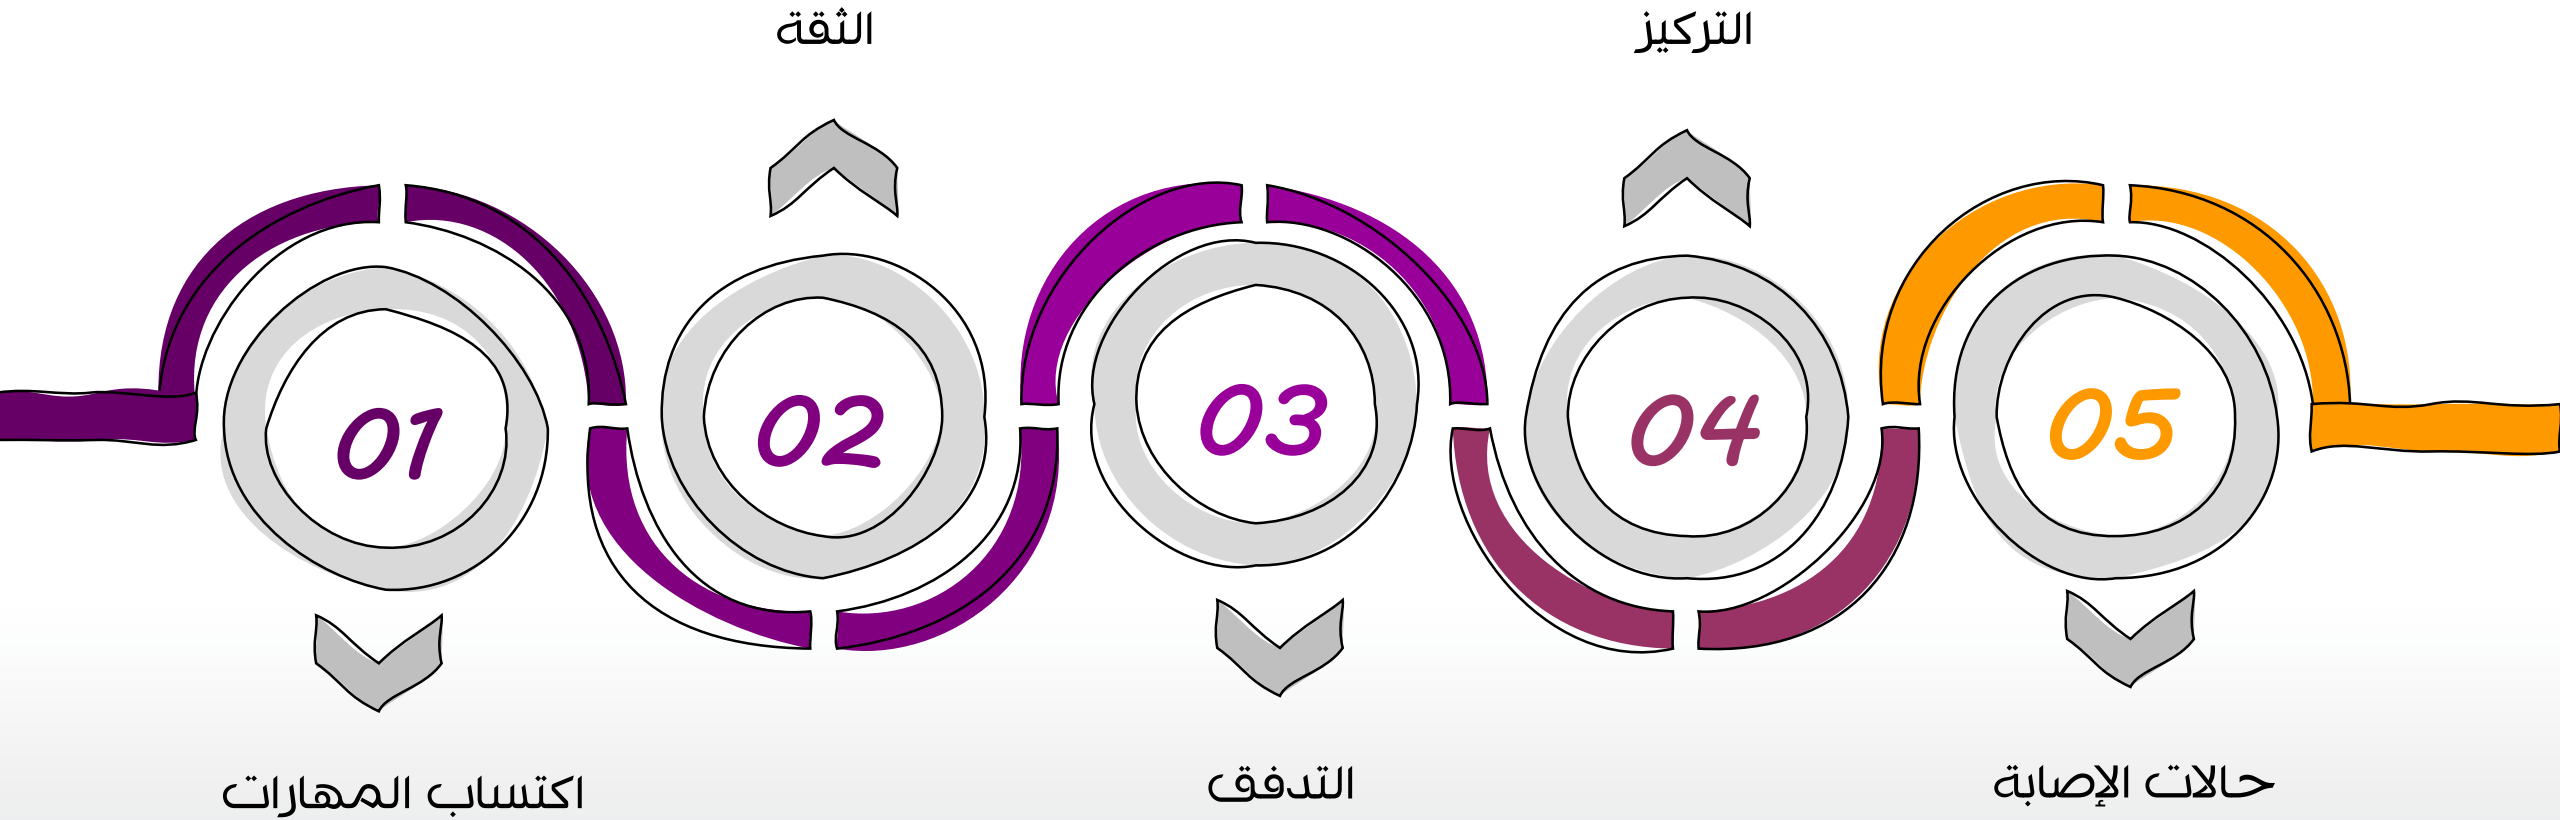 01
اكتساب المهارات
02
الثقة
03
التدفق
04
التركيز
05
حالات الإصابة